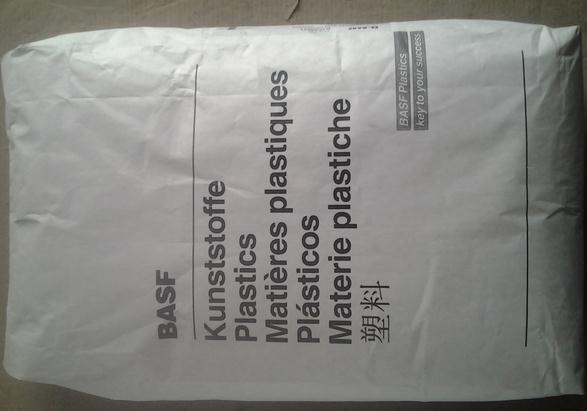 BASF
Kunststoffe
Plastics
Matières plastiques
Plásticos
Materie plastiche
塑料
BASF Plastics
key to your success